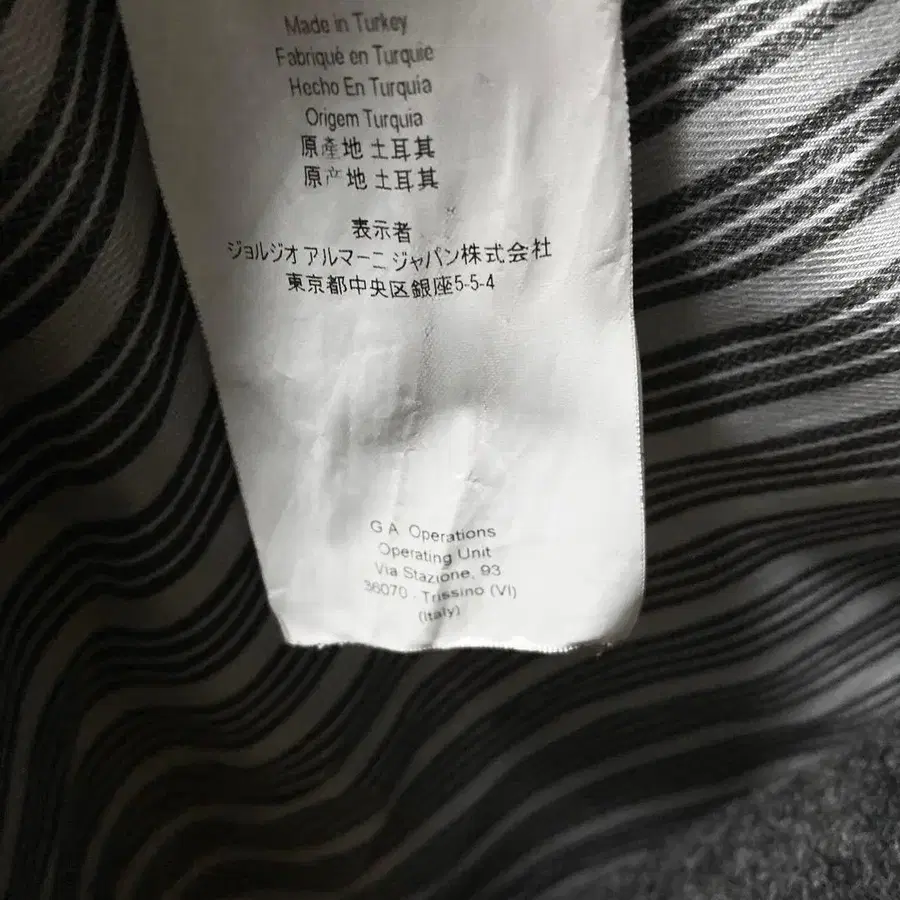 Made in Turkey
Fabriqué en Turquie
Hecho En Turquía
Origem Turquia
原產地 土耳其
原产地 土耳其
表示者
ジョルジオ アルマーニ ジャパン株式会社
東京都中央区銀座5-5-4
G A Operations
Operating Unit
Via Stazione, 93
36070 - Trissino (VI)
(Italy)